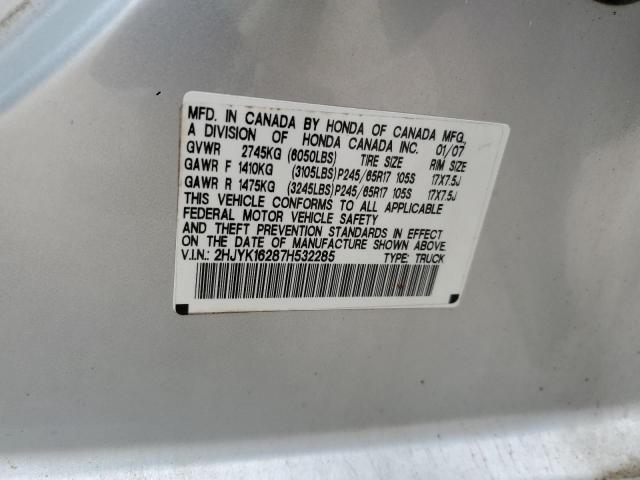 MFD. IN CANADA BY HONDA OF CANADA MFG.
A DIVISION OF HONDA CANADA INC. 01/07
GVWR 2745KG (6050LBS) TIRE SIZE RIM SIZE
GAWR F 1410KG (3105LBS) P245/65R17 105S 17X7.5J
GAWR R 1475KG (3245LBS) P245/65R17 105S 17X7.5J
THIS VEHICLE CONFORMS TO ALL APPLICABLE
FEDERAL MOTOR VEHICLE SAFETY
AND THEFT PREVENTION STANDARDS IN EFFECT
ON THE DATE OF MANUFACTURE SHOWN ABOVE
V.I.N.: 2HJYK16287H532285 TYPE: TRUCK